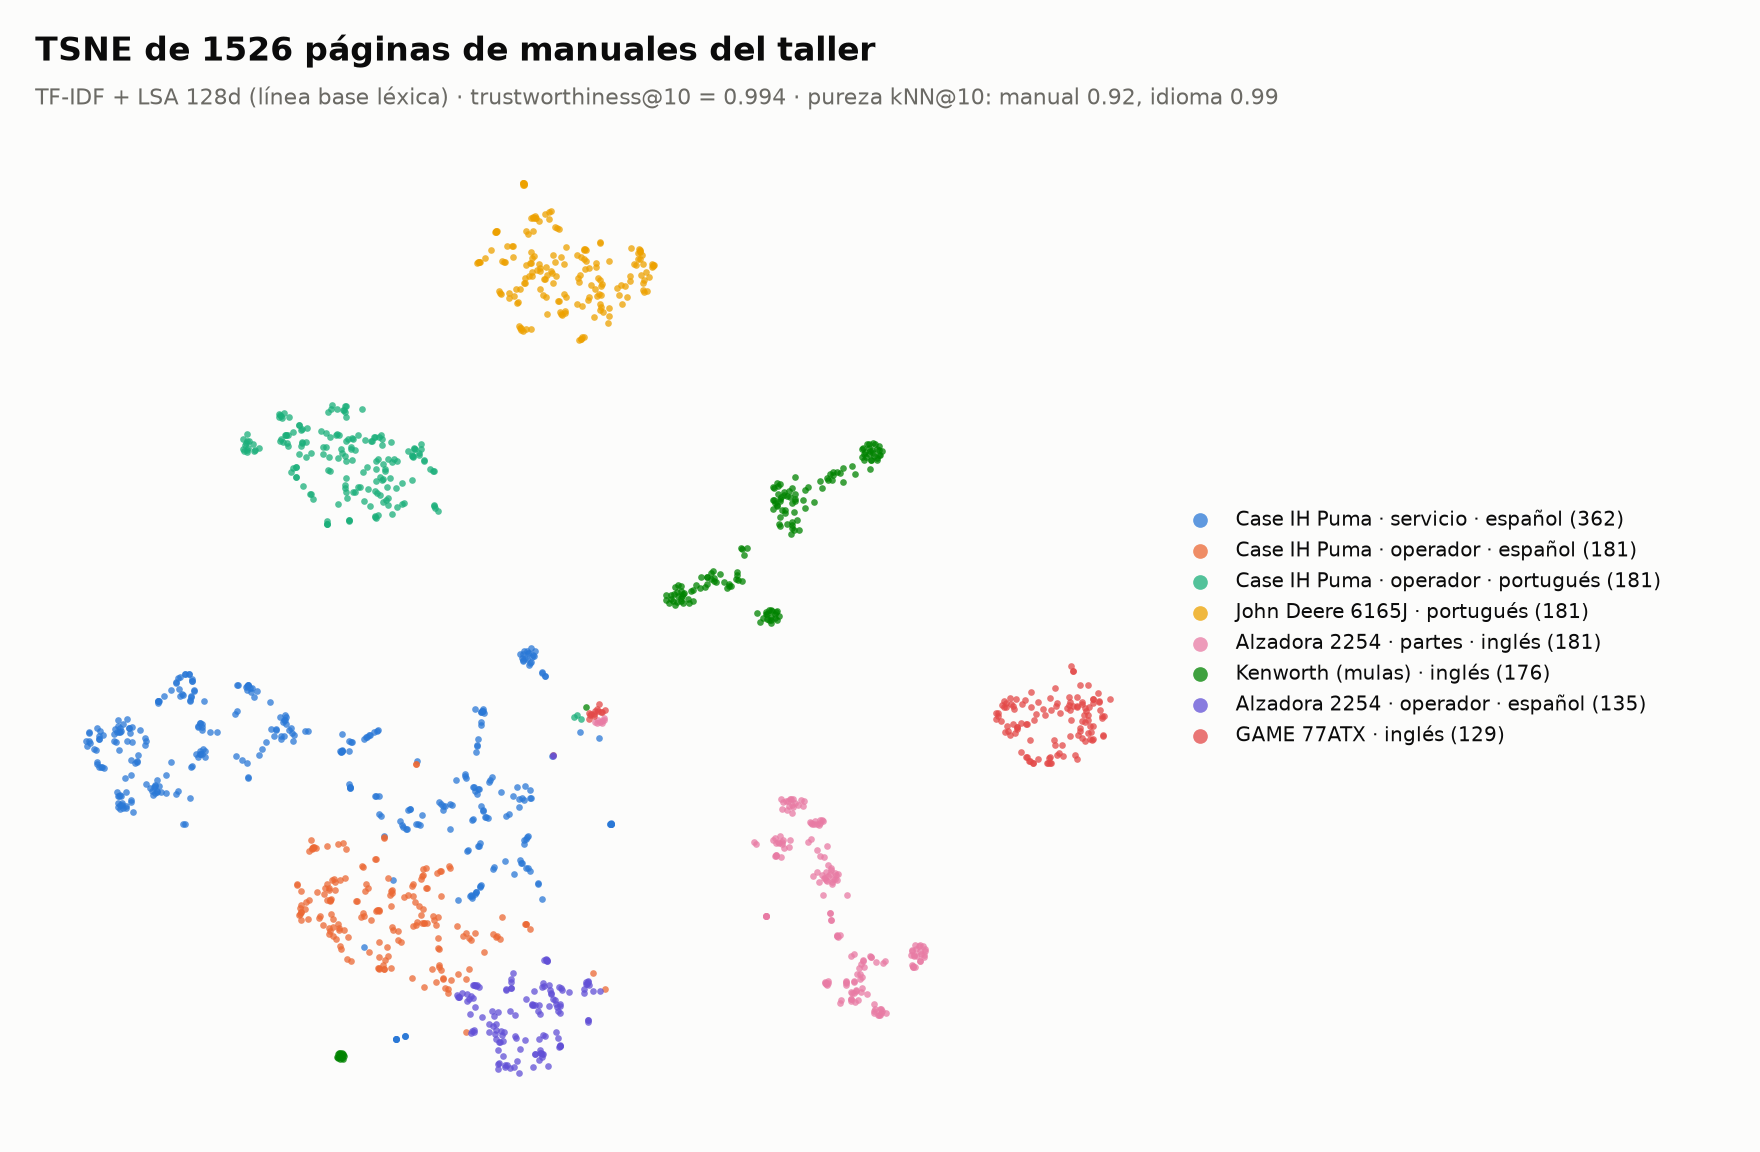 TSNE de 1526 páginas de manuales del taller
TF-IDF + LSA 128d (línea base léxica) · trustworthiness@10 = 0.994 · pureza kNN@10: manual 0.92, idioma 0.99
Case IH Puma · servicio · español (362)
Case IH Puma · operador · español (181)
Case IH Puma · operador · portugués (181)
John Deere 6165J · portugués (181)
Alzadora 2254 · partes · inglés (181)
Kenworth (mulas) · inglés (176)
Alzadora 2254 · operador · español (135)
GAME 77ATX · inglés (129)